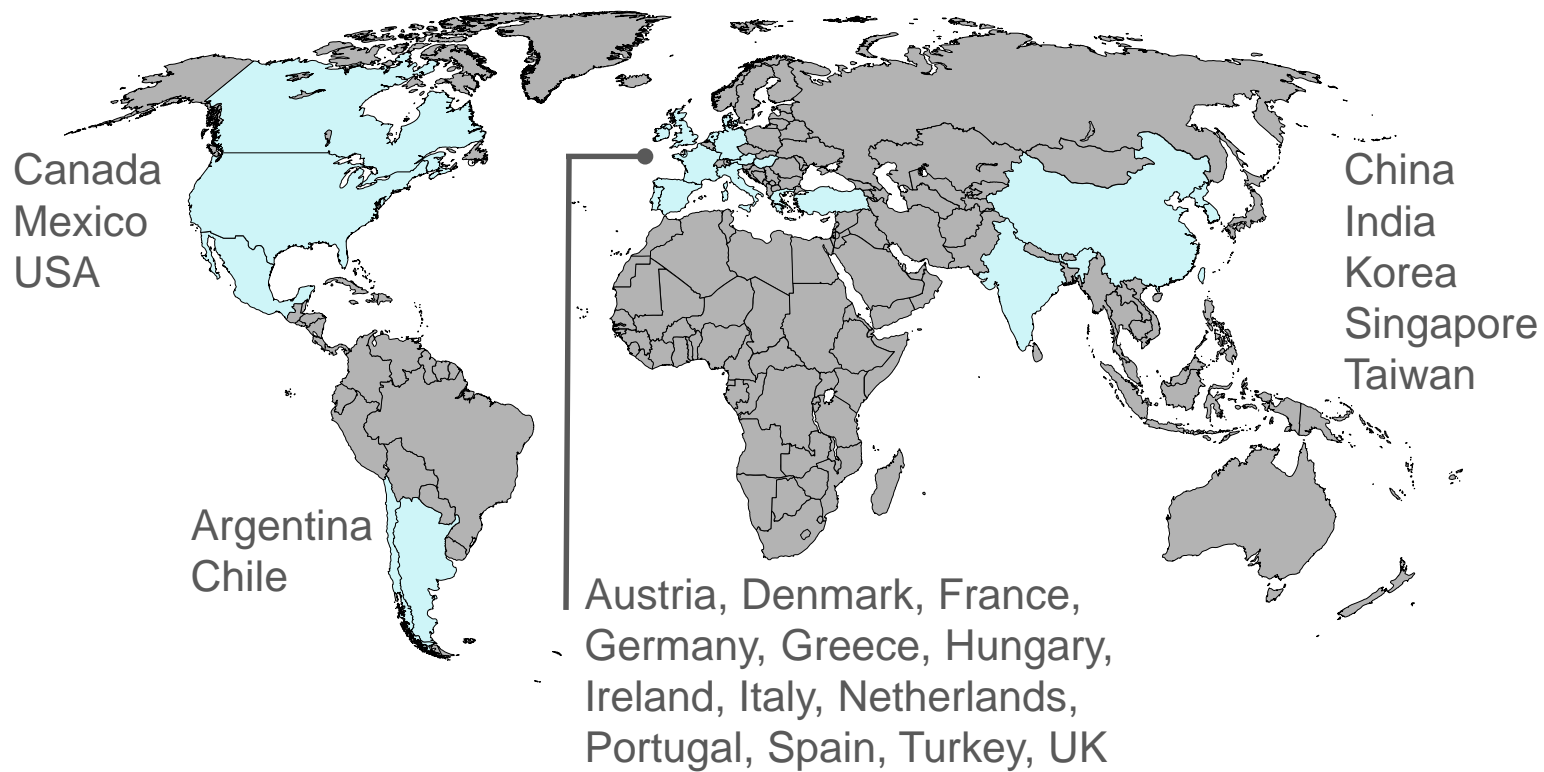 Canada
Mexico
USA
China
India
Korea
Singapore
Taiwan
Argentina
Chile
Austria, Denmark, France,
Germany, Greece, Hungary,
Ireland, Italy, Netherlands,
Portugal, Spain, Turkey, UK